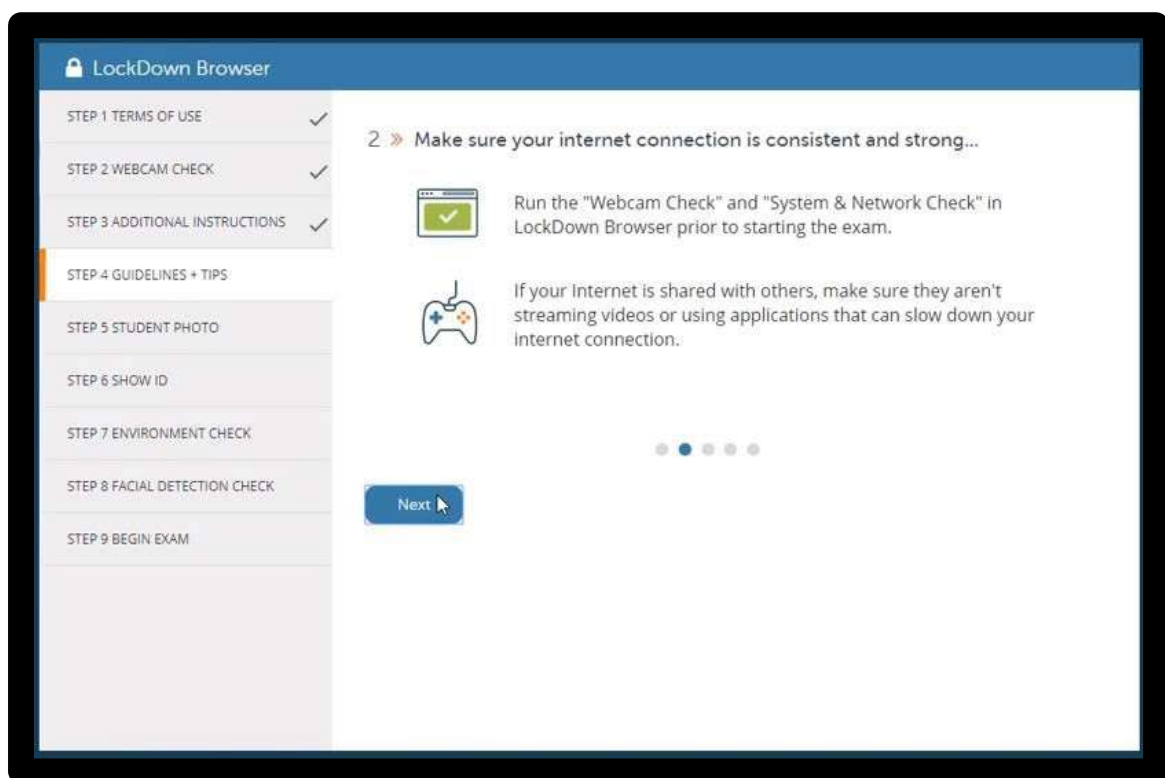 LockDown Browser
STEP 1 TERMS OF USE
STEP 2 WEBCAM CHECK
STEP 3 ADDITIONAL INSTRUCTIONS
STEP 4 GUIDELINES + TIPS
STEP 5 STUDENT PHOTO
STEP 6 SHOW ID
STEP 7 ENVIRONMENT CHECK
STEP 8 FACIAL DETECTION CHECK
STEP 9 BEGIN EXAM
2 » Make sure your internet connection is consistent and strong...
Run the "Webcam Check" and "System & Network Check" in
LockDown Browser prior to starting the exam.
If your Internet is shared with others, make sure they aren't
streaming videos or using applications that can slow down your
internet connection.
Next